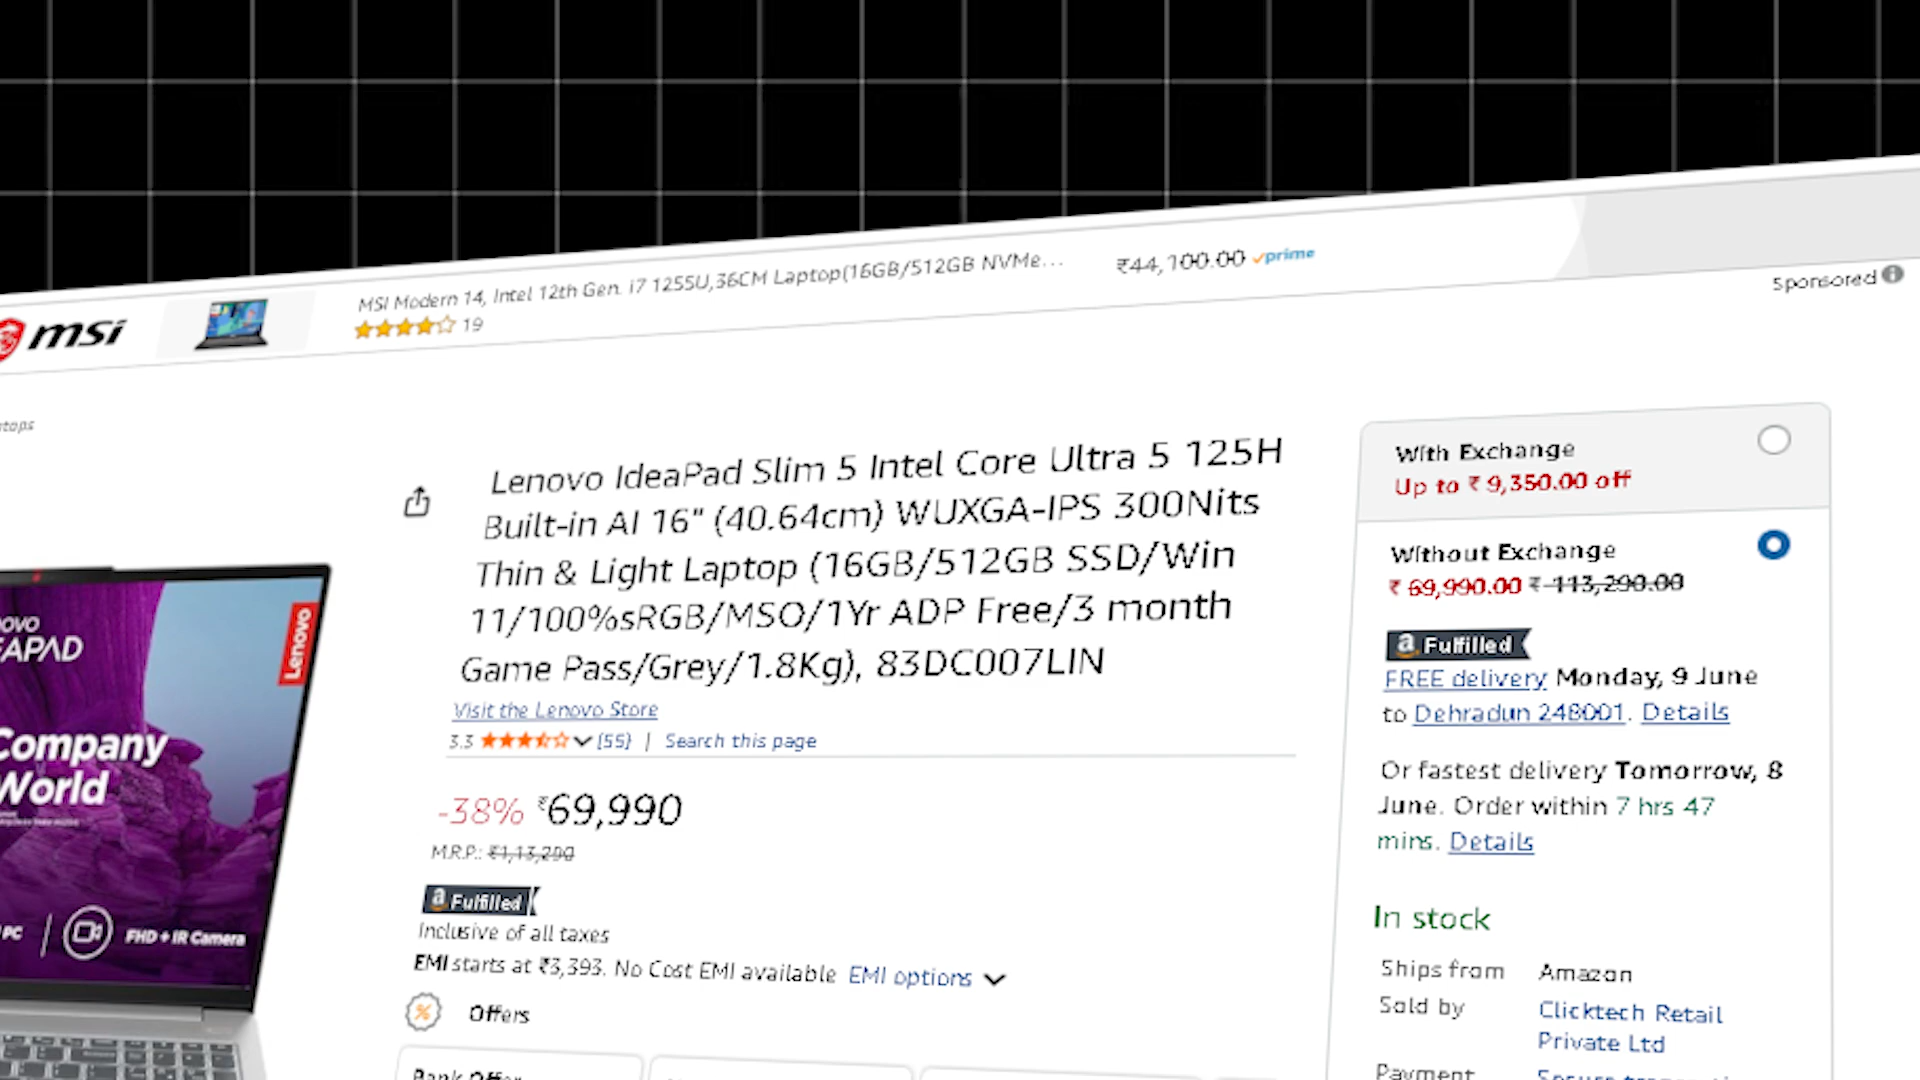 msi
MSI Modern 14, Intel 12th Gen. i7 1255U,36CM Laptop(16GB/512GB NVMe...
19
₹44,100.00 prime
Sponsored
Lenovo IdeaPad Slim 5 Intel Core Ultra 5 125H
Built-in AI 16" (40.64cm) WUXGA-IPS 300Nits
Thin & Light Laptop (16GB/512GB SSD/Win
11/100%sRGB/MSO/1Yr ADP Free/3 month
Game Pass/Grey/1.8Kg), 83DC007LIN
Visit the Lenovo Store
3.3 (55) | Search this page
-38% ₹69,990
M.R.P.: ₹1,13,290
a Fulfilled
Inclusive of all taxes
EMI starts at ₹3,393. No Cost EMI available EMI options
Offers
Bank Offer
Lenovo
Company
World
PC | FHD + IR Camera
With Exchange
Up to ₹ 9,350.00 off
Without Exchange
₹ 69,990.00 ₹ 113,290.00
a Fulfilled
FREE delivery Monday, 9 June
to Dehradun 248001. Details
Or fastest delivery Tomorrow, 8
June. Order within 7 hrs 47
mins. Details
In stock
Ships from Amazon
Sold by Clicktech Retail
Private Ltd
Payment